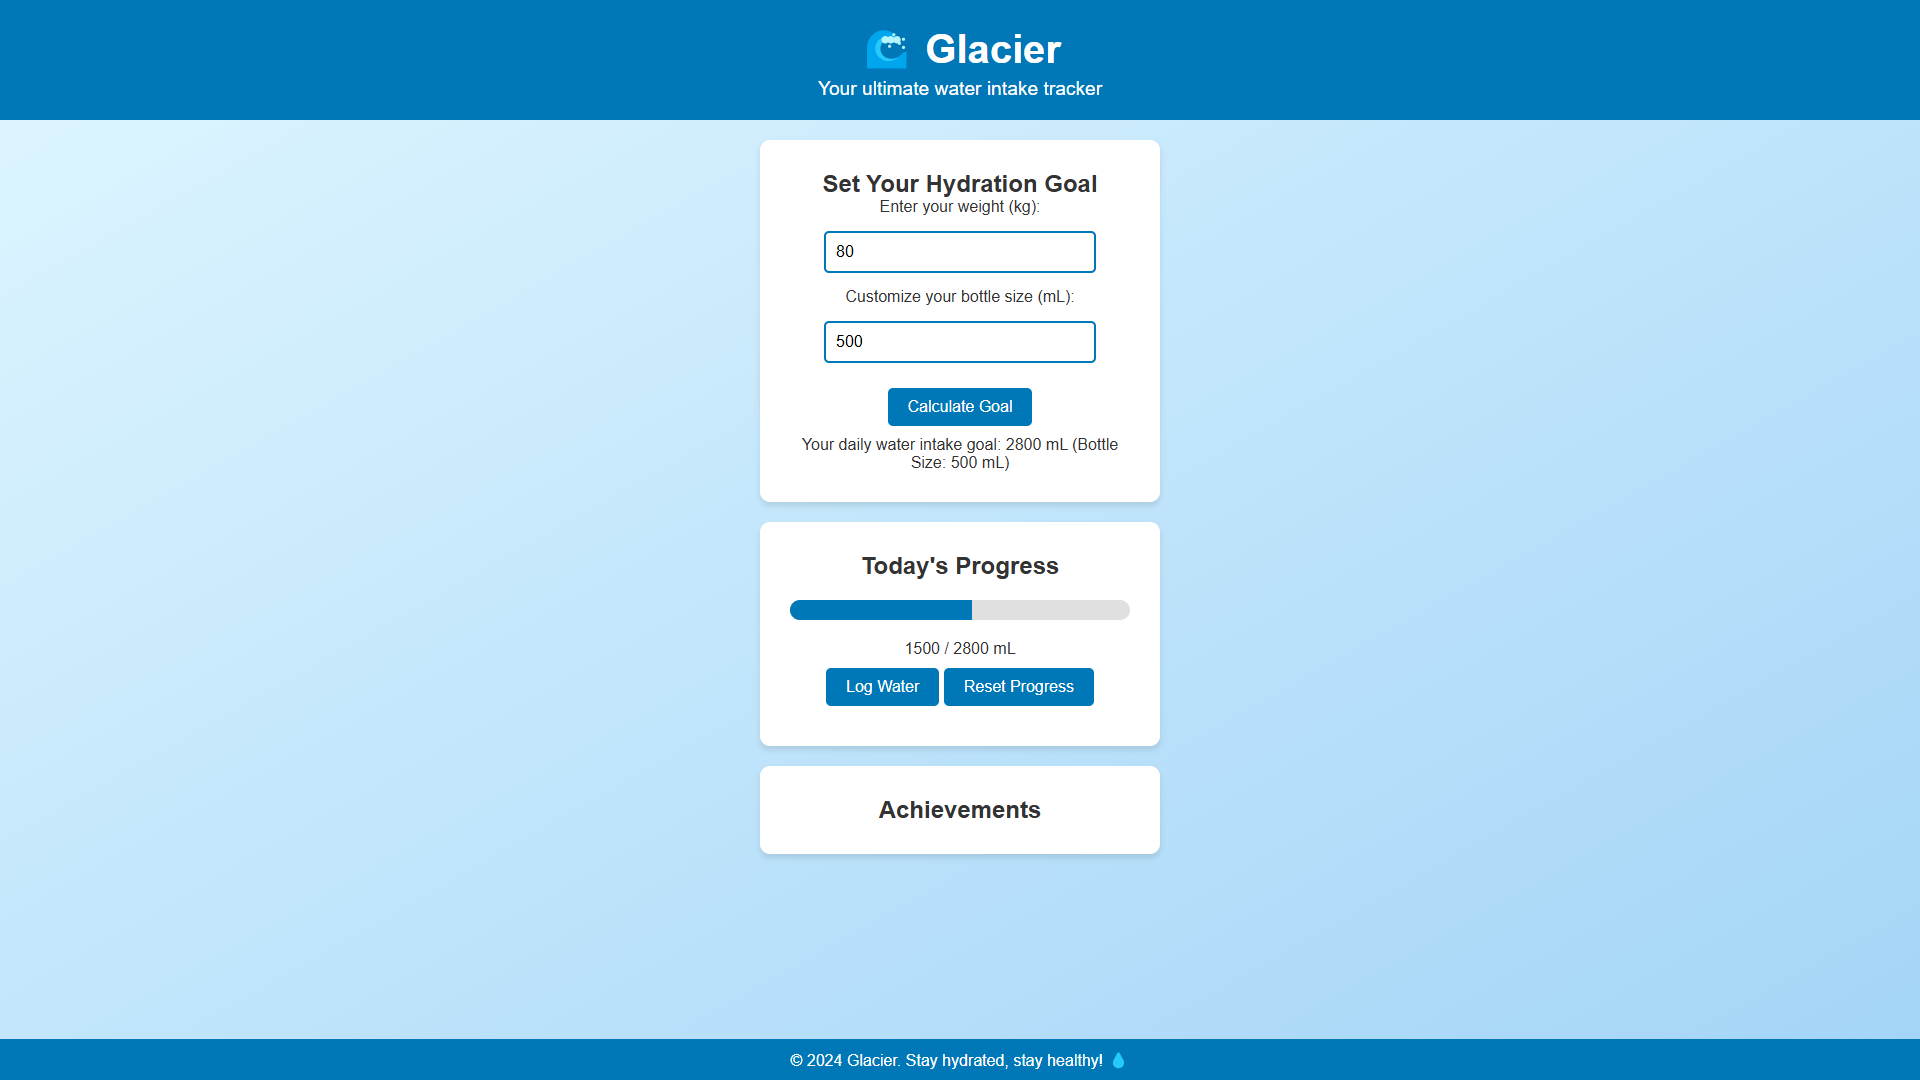 Glacier
Your ultimate water intake tracker
Set Your Hydration Goal
Enter your weight (kg):
80
Customize your bottle size (mL):
500
Calculate Goal
Your daily water intake goal: 2800 mL (Bottle
Size: 500 mL)
Today's Progress
1500 / 2800 mL
Log Water
Reset Progress
Achievements
© 2024 Glacier. Stay hydrated, stay healthy! 💧